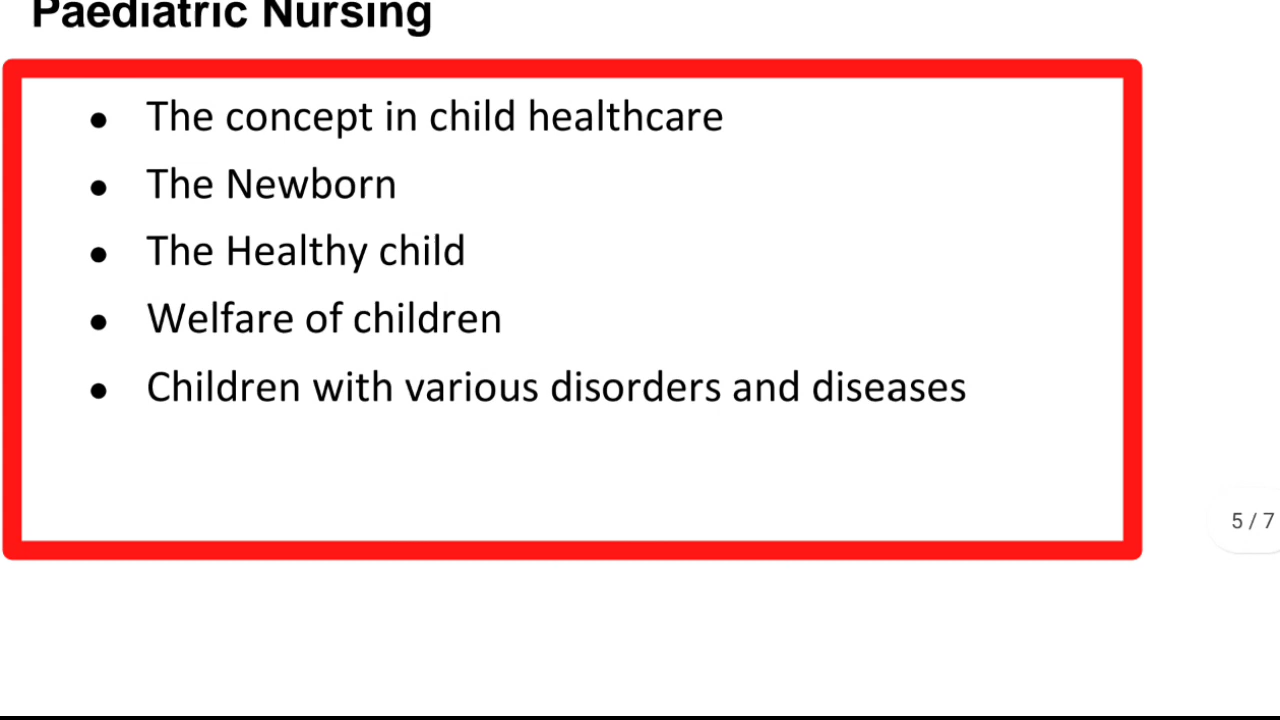 Paediatric Nursing
● The concept in child healthcare
● The Newborn
● The Healthy child
● Welfare of children
● Children with various disorders and diseases
5 / 7